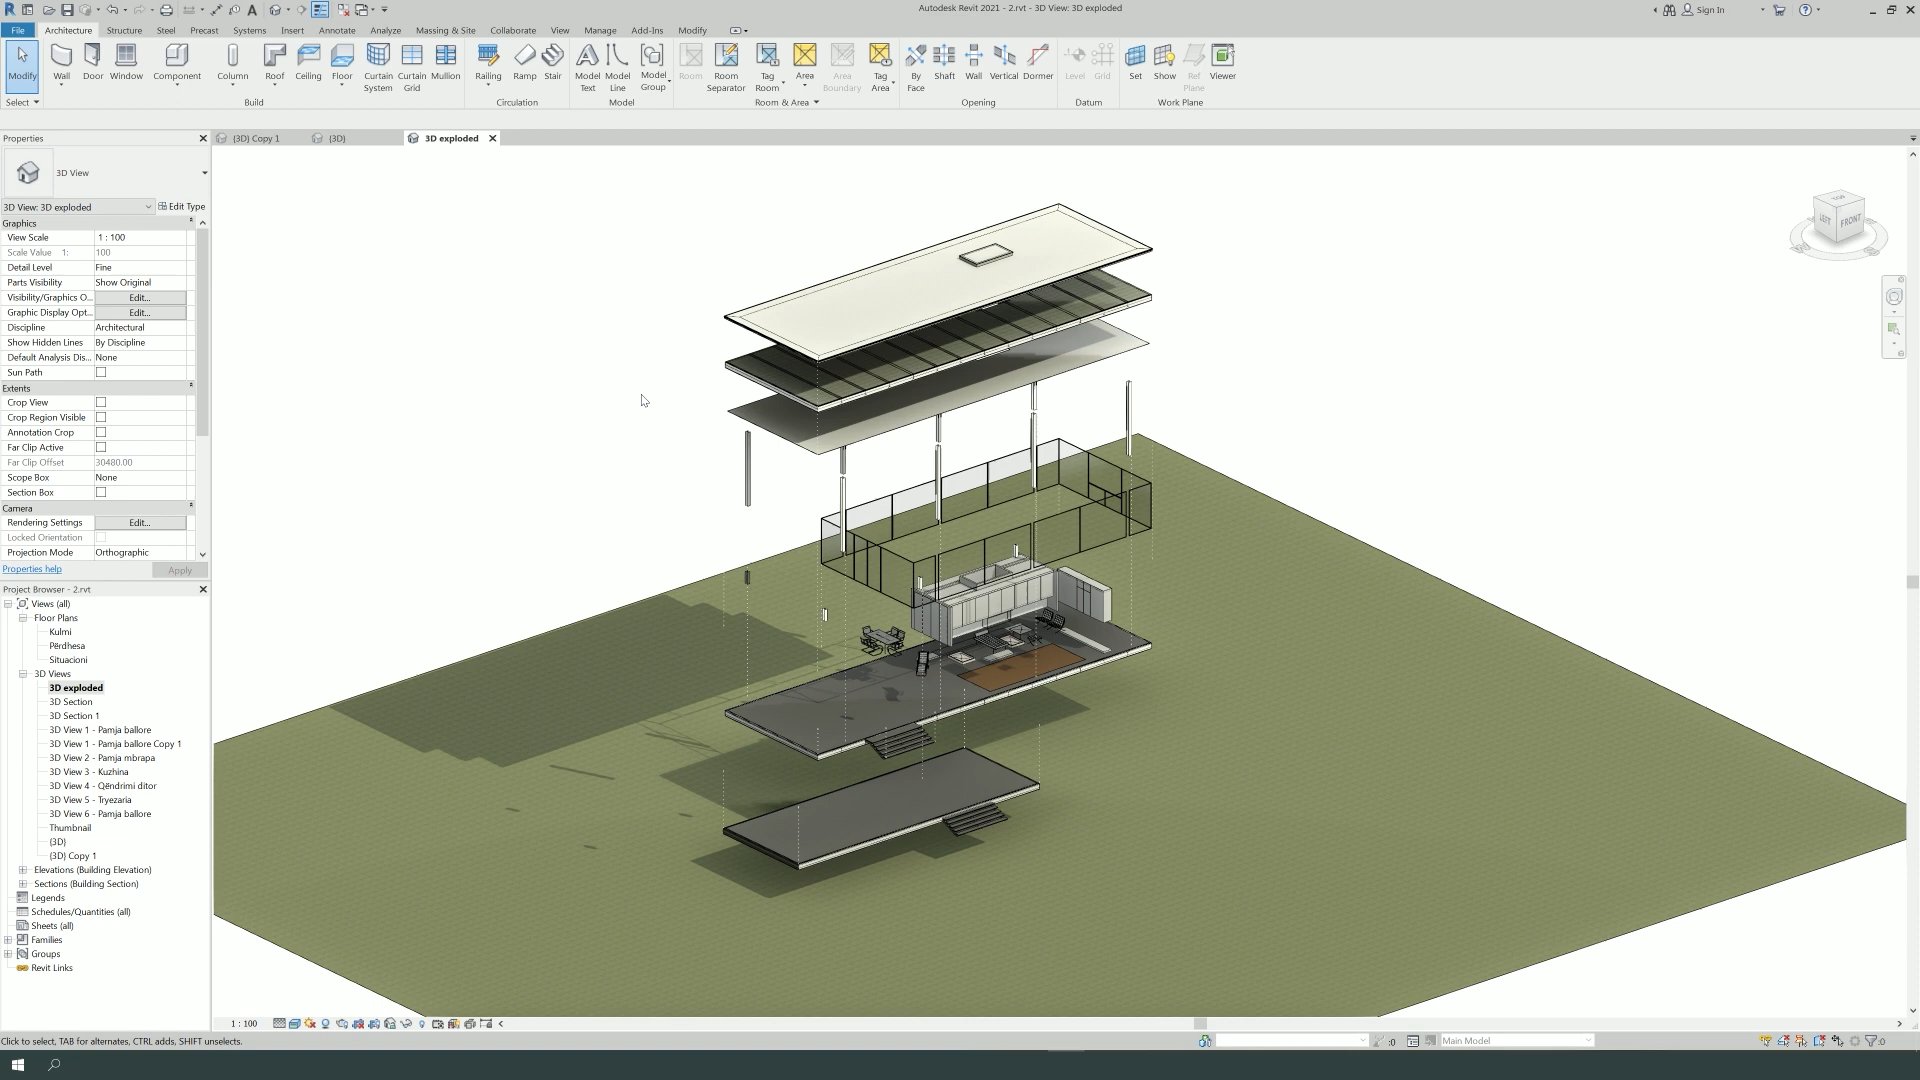 Autodesk Revit 2021 - 2.rvt - 3D View: 3D exploded
Sign In
File Architecture Structure Steel Precast Systems Insert Annotate Analyze Massing & Site Collaborate View Manage Add-Ins Modify
Modify Wall Door Window Component Column Roof Ceiling Floor Curtain System Curtain Grid Mullion Railing Ramp Stair Model Text Model Line Model Group Room Room Separator Tag Room Area Area Boundary Tag Area By Face Shaft Wall Vertical Dormer Level Grid Set Show Ref Plane Viewer
Select Build Circulation Model Room & Area Opening Datum Work Plane
Properties
(3D) Copy 1
(3D)
3D exploded
3D View
3D View: 3D exploded
Edit Type
Graphics
View Scale 1 : 100
Scale Value 1: 100
Detail Level Fine
Parts Visibility Show Original
Visibility/Graphics O... Edit...
Graphic Display Opt... Edit...
Discipline Architectural
Show Hidden Lines By Discipline
Default Analysis Dis... None
Sun Path
Extents
Crop View
Crop Region Visible
Annotation Crop
Far Clip Active
Far Clip Offset 30480.00
Scope Box None
Section Box
Camera
Rendering Settings Edit...
Locked Orientation
Projection Mode Orthographic
Properties help
Apply
Project Browser - 2.rvt
Views (all)
Floor Plans
Kulmi
Përdhesa
Situacioni
3D Views
3D exploded
3D Section
3D Section 1
3D View 1 - Pamja ballore
3D View 1 - Pamja ballore Copy 1
3D View 2 - Pamja mbrapa
3D View 3 - Kuzhina
3D View 4 - Qëndrimi ditor
3D View 5 - Tryezaria
3D View 6 - Pamja ballore
Thumbnail
{3D}
{3D} Copy 1
Elevations (Building Elevation)
Sections (Building Section)
Legends
Schedules/Quantities (all)
Sheets (all)
Families
Groups
Revit Links
LEFT FRONT
1 : 100
Click to select, TAB for alternates, CTRL adds, SHIFT unselects.
:0
Main Model
:0